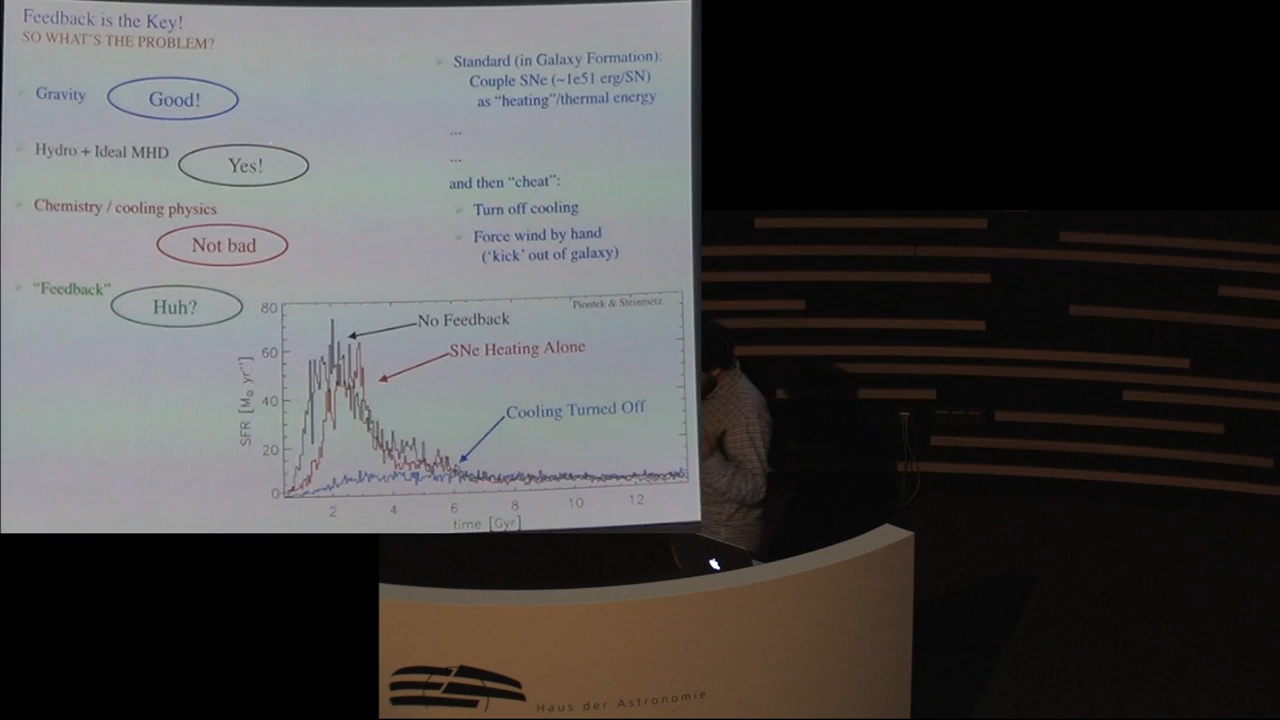 Feedback is the Key!
SO WHAT'S THE PROBLEM?
Gravity
Good!
Hydro + Ideal MHD
Yes!
Chemistry / cooling physics
Not bad
"Feedback"
Huh?
Standard (in Galaxy Formation):
Couple SNe (~1e51 erg/SN)
as "heating"/thermal energy
...
...
and then "cheat":
Turn off cooling
Force wind by hand
('kick' out of galaxy)
Piontek & Steinmetz
No Feedback
SNe Heating Alone
Cooling Turned Off
SFR [M⊙ yr⁻¹]
80
60
40
20
0
2 4 6 8 10 12
time [Gyr]
Haus der Astronomie